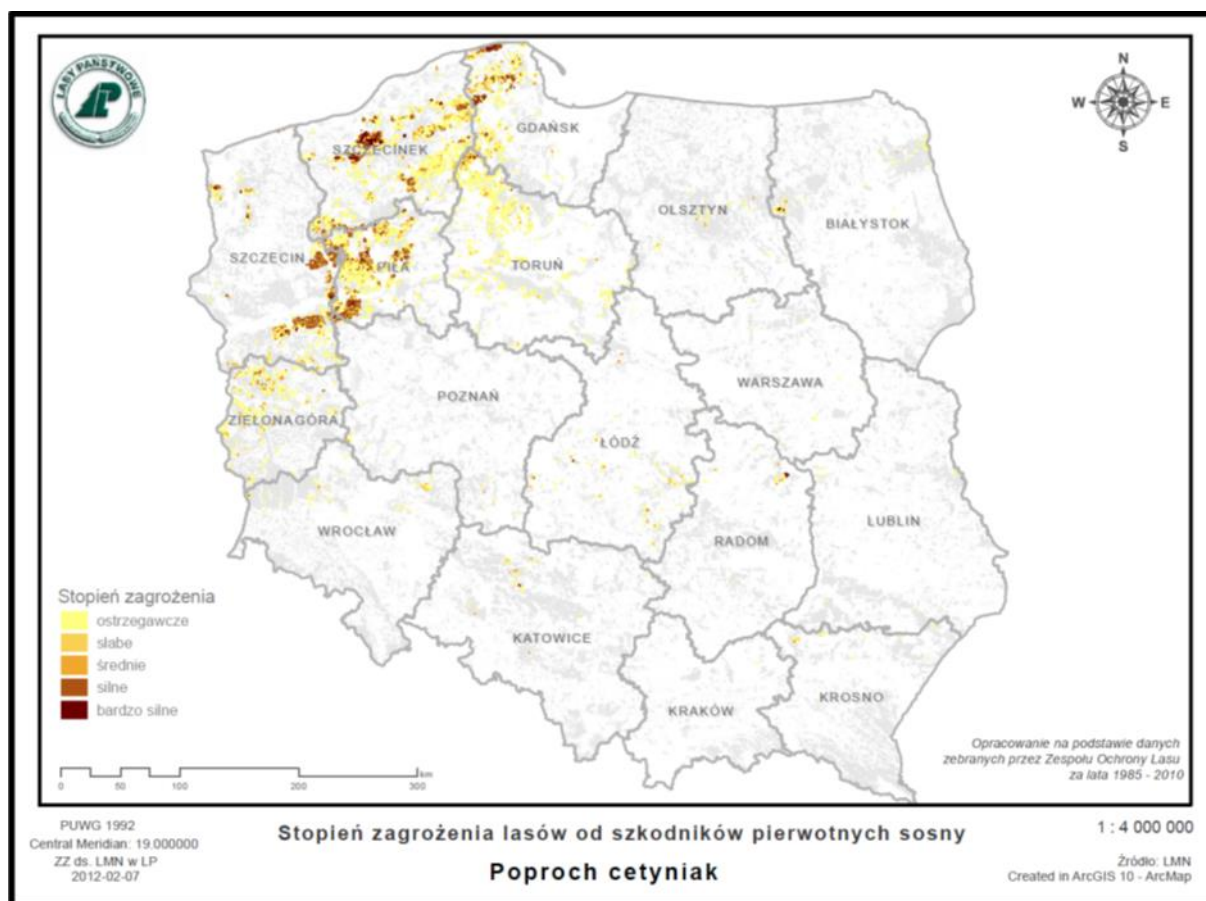 LASY PAŃSTWOWE
N
W
E
S
GDAŃSK
SZCZECINEK
OLSZTYN
BIAŁYSTOK
SZCZECIN
PIŁA
TORUŃ
WARSZAWA
POZNAŃ
ZIELONAGÓRA
ŁÓDŹ
LUBLIN
WROCŁAW
RADOM
KATOWICE
KROSNO
KRAKÓW
Stopień zagrożenia
ostrzegawcze
słabe
średnie
silne
bardzo silne
0 50 100 200 300 km
Opracowanie na podstawie danych
zebranych przez Zespołu Ochrony Lasu
za lata 1985 - 2010
PUWG 1992
Central Meridian: 19.000000
ZZ ds. LMN w LP
2012-02-07
Stopień zagrożenia lasów od szkodników pierwotnych sosny
Poproch cetyniak
1 : 4 000 000
Źródło: LMN
Created in ArcGIS 10 - ArcMap